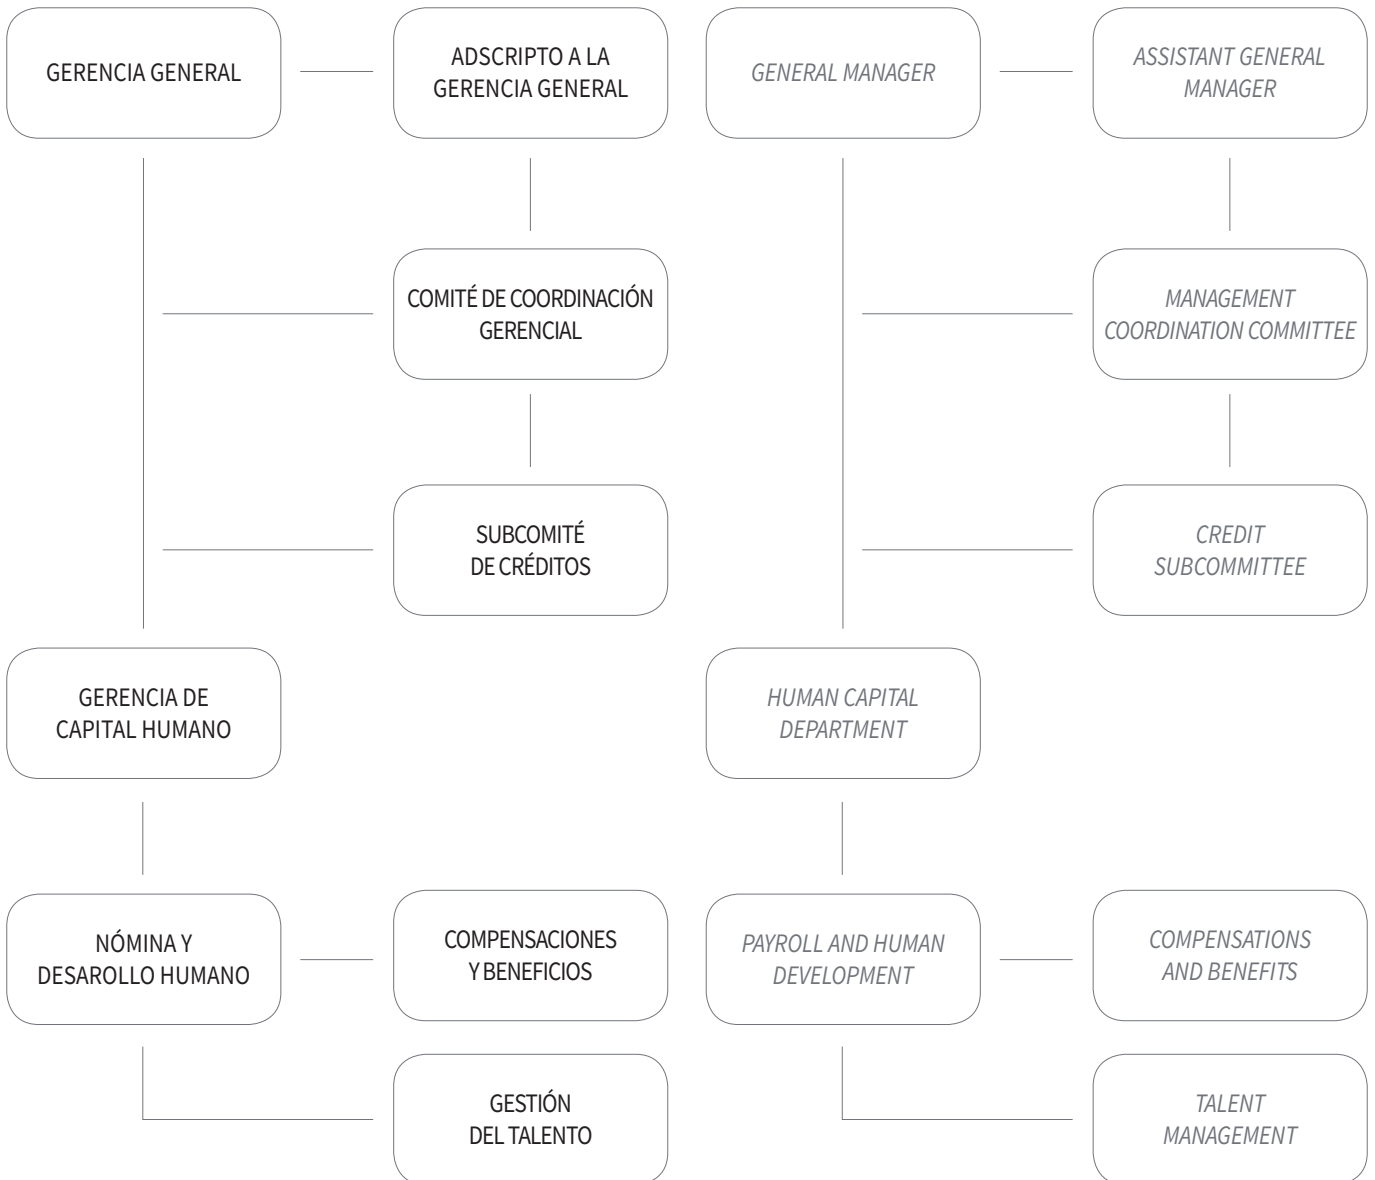 GERENCIA GENERAL
ADSCRIPTO A LA
GERENCIA GENERAL
COMITÉ DE COORDINACIÓN
GERENCIAL
SUBCOMITÉ
DE CRÉDITOS
GERENCIA DE
CAPITAL HUMANO
NÓMINA Y
DESAROLLO HUMANO
COMPENSACIONES
Y BENEFICIOS
GESTIÓN
DEL TALENTO
GENERAL MANAGER
ASSISTANT GENERAL
MANAGER
MANAGEMENT
COORDINATION COMMITTEE
CREDIT
SUBCOMMITTEE
HUMAN CAPITAL
DEPARTMENT
PAYROLL AND HUMAN
DEVELOPMENT
COMPENSATIONS
AND BENEFITS
TALENT
MANAGEMENT